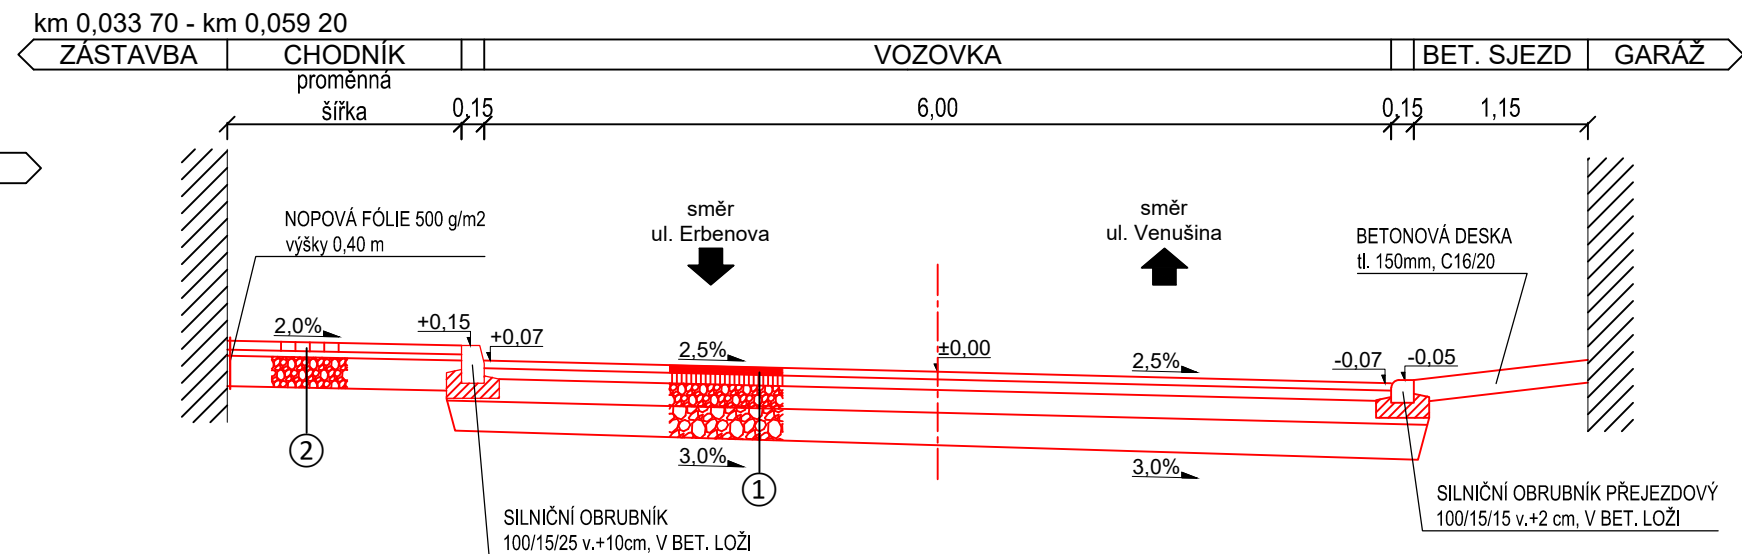 km 0,033 70 - km 0,059 20
ZÁSTAVBA CHODNÍK VOZOVKA BET. SJEZD GARÁŽ
proměnná
šířka 0,15 6,00 0,15 1,15
NOPOVÁ FÓLIE 500 g/m2
výšky 0,40 m
směr
ul. Erbenova
směr
ul. Venušina
BETONOVÁ DESKA
tl. 150mm, C16/20
2,0% +0,15 +0,07 2,5% ±0,00 2,5% -0,07 -0,05
2 3,0% 1 3,0%
SILNIČNÍ OBRUBNÍK
100/15/25 v.+10cm, V BET. LOŽI
SILNIČNÍ OBRUBNÍK PŘEJEZDOVÝ
100/15/15 v.+2 cm, V BET. LOŽI